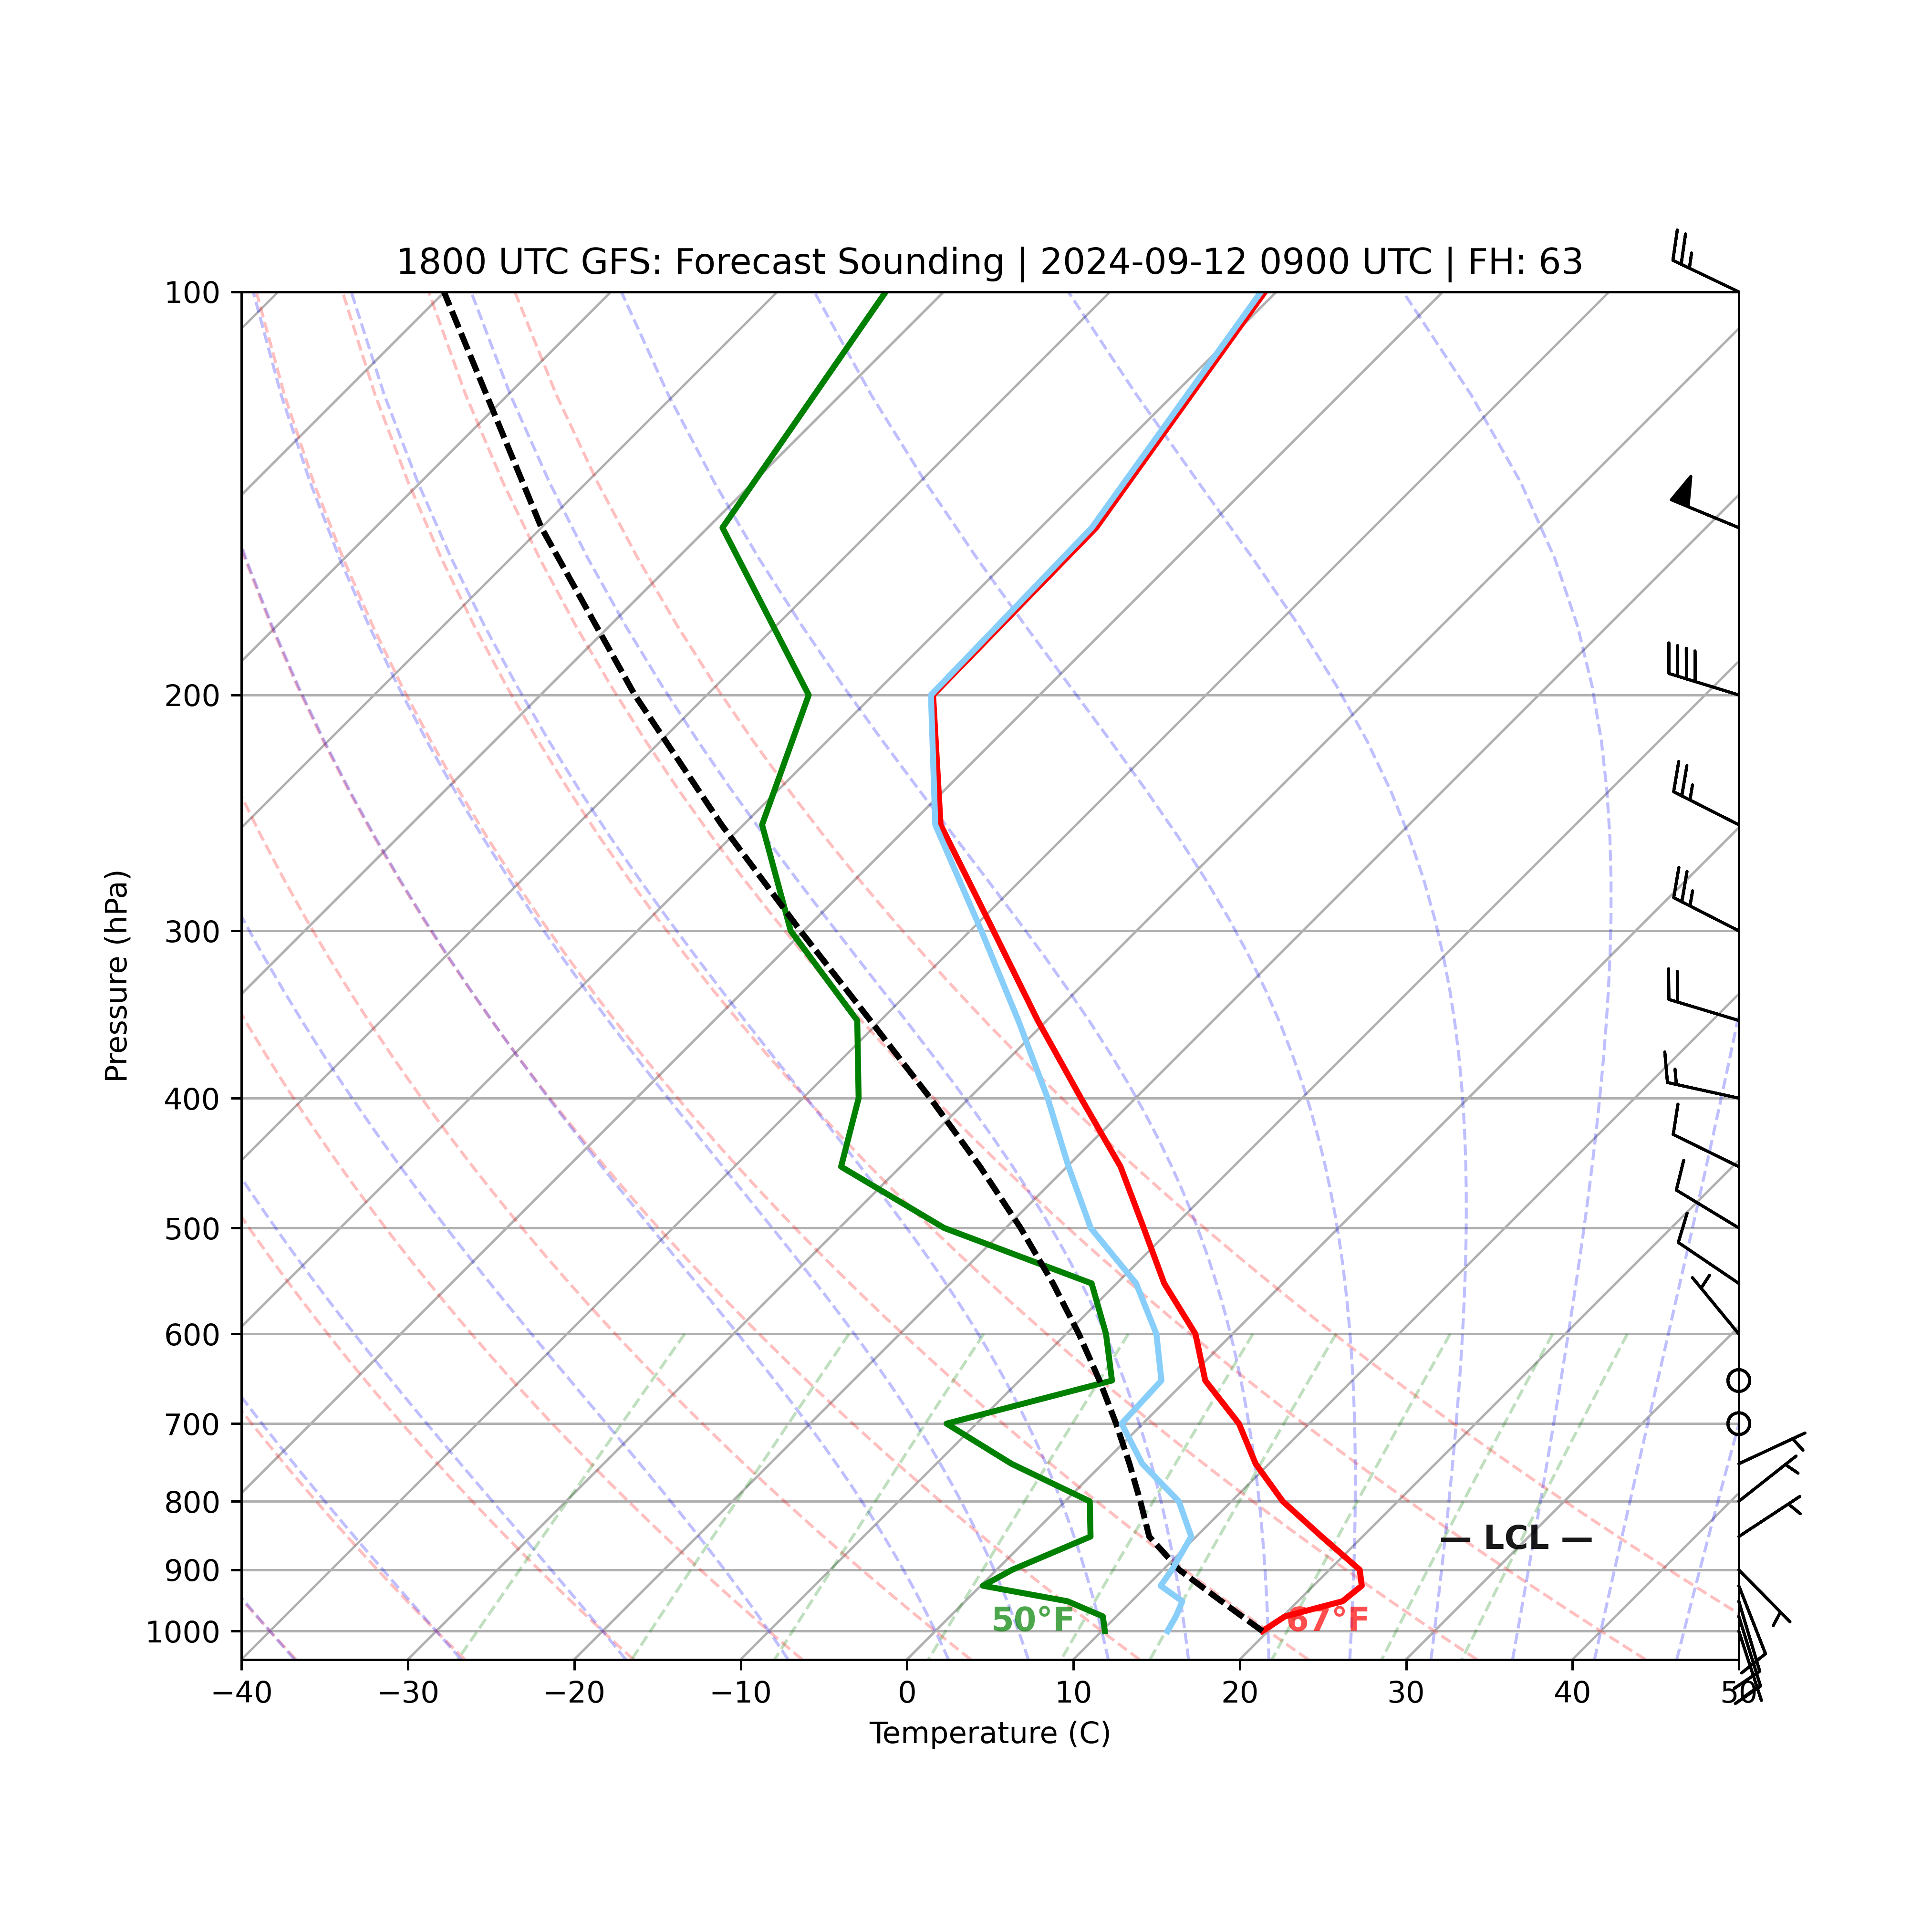 1800 UTC GFS: Forecast Sounding | 2024-09-12 0900 UTC | FH: 63
100
200
300
400
500
600
700
800
900
1000
Pressure (hPa)
— LCL —
50°F
67°F
−40 −30 −20 −10 0 10 20 30 40 50
Temperature (C)